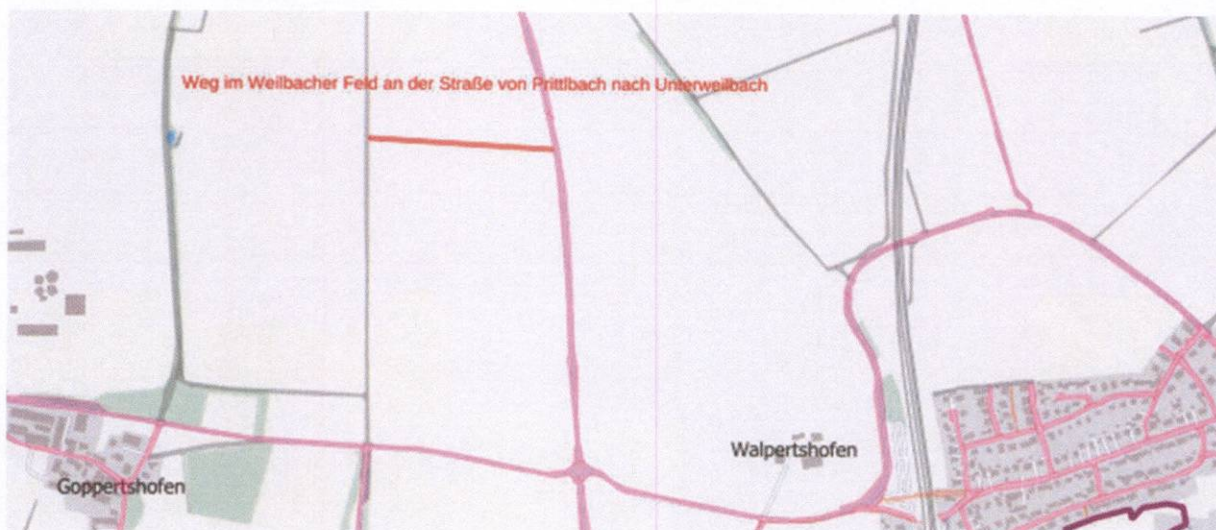 Weg im Weilbacher Feld an der Straße von Prittlbach nach Unterweilbach
Walpertshofen
Goppertshofen